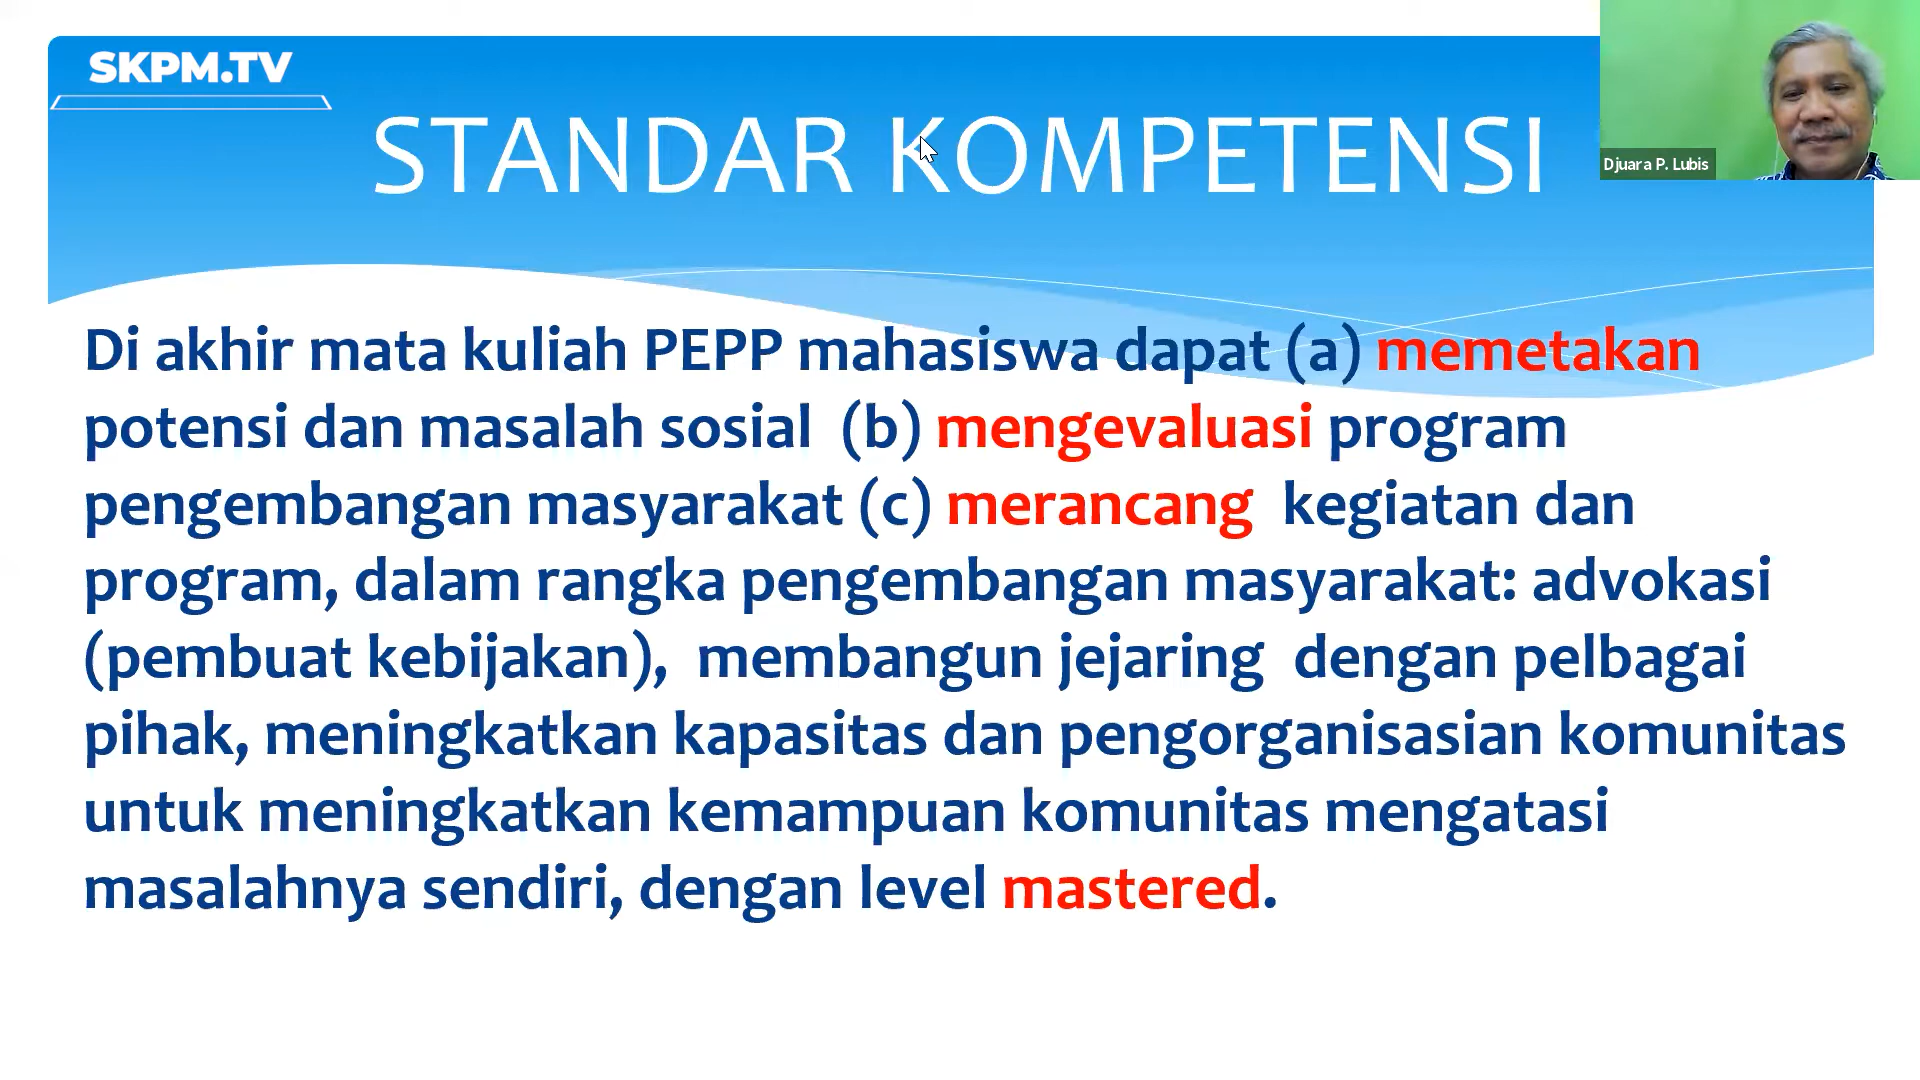 SKPM.TV
STANDAR KOMPETENSI
Djuara P. Lubis
Di akhir mata kuliah PEPP mahasiswa dapat (a) memetakan
potensi dan masalah sosial (b) mengevaluasi program
pengembangan masyarakat (c) merancang kegiatan dan
program, dalam rangka pengembangan masyarakat: advokasi
(pembuat kebijakan), membangun jejaring dengan pelbagai
pihak, meningkatkan kapasitas dan pengorganisasian komunitas
untuk meningkatkan kemampuan komunitas mengatasi
masalahnya sendiri, dengan level mastered.